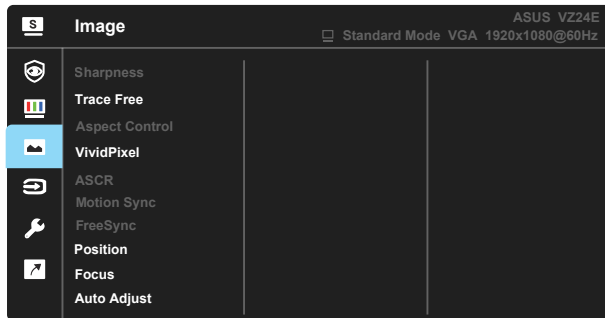 S
Image
ASUS VZ24E
Standard Mode VGA 1920x1080@60Hz
Sharpness
Trace Free
Aspect Control
VividPixel
ASCR
Motion Sync
FreeSync
Position
Focus
Auto Adjust